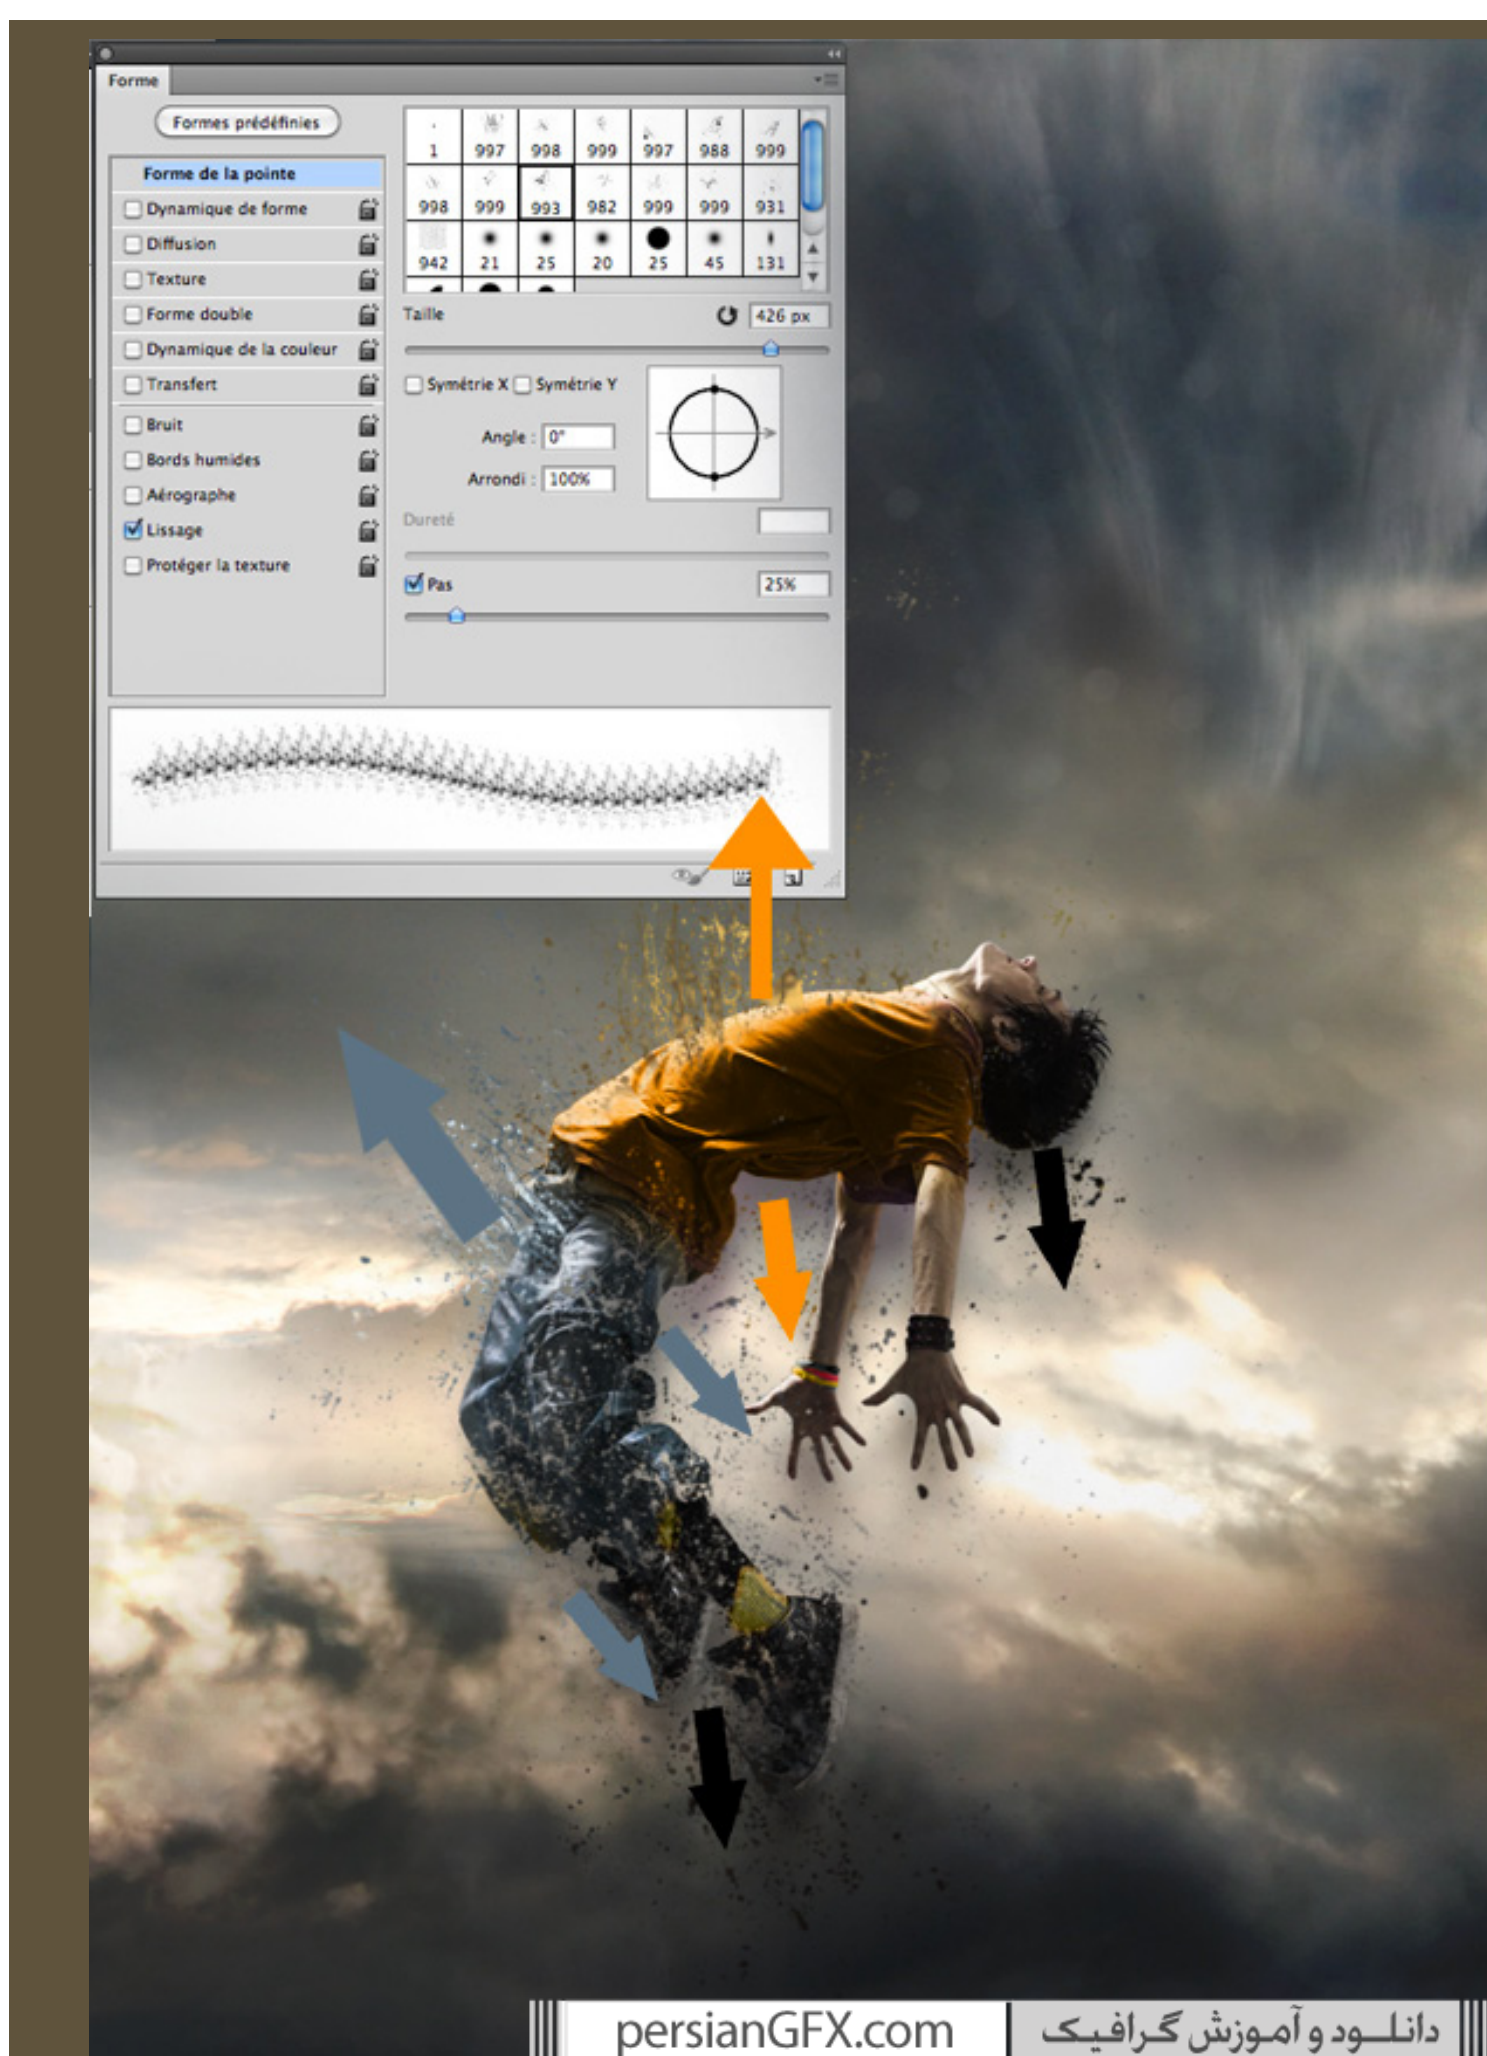 Forme
Formes prédéfinies
Forme de la pointe
Dynamique de forme
Diffusion
Texture
Forme double
Dynamique de la couleur
Transfert
Bruit
Bords humides
Aérographe
Lissage
Protéger la texture
1 997 998 999 997 988 999
998 999 993 982 999 999 931
942 21 25 20 25 45 131
Taille 426 px
Symétrie X Symétrie Y
Angle : 0°
Arrondi : 100%
Dureté
Pas 25%
persianGFX.com
دانلــود و آموزش گرافیک